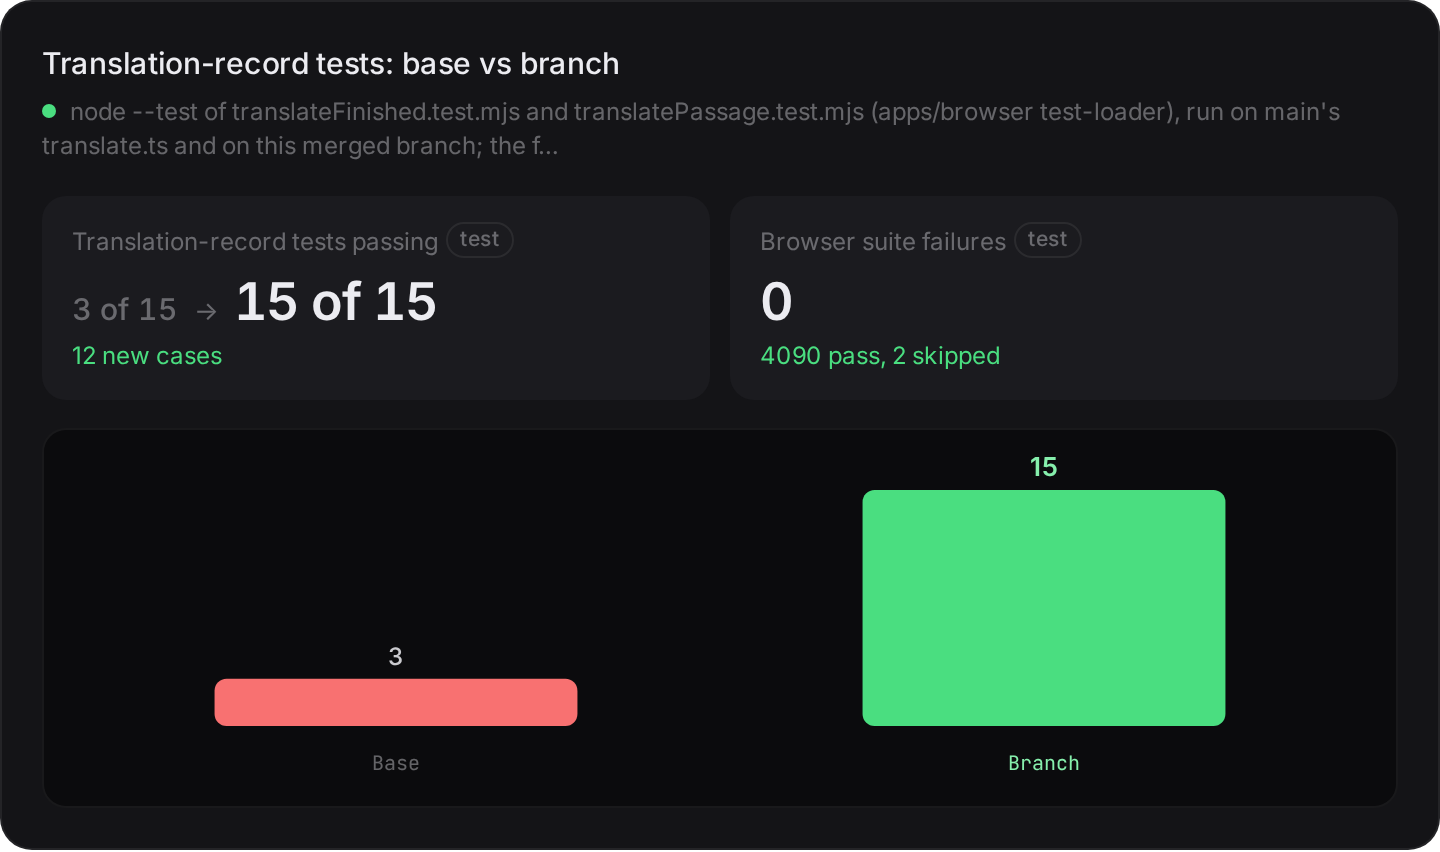 Translation-record tests: base vs branch
node --test of translateFinished.test.mjs and translatePassage.test.mjs (apps/browser test-loader), run on main's
translate.ts and on this merged branch; the f...
Translation-record tests passing test
3 of 15 → 15 of 15
12 new cases
Browser suite failures test
0
4090 pass, 2 skipped
3
15
Base
Branch